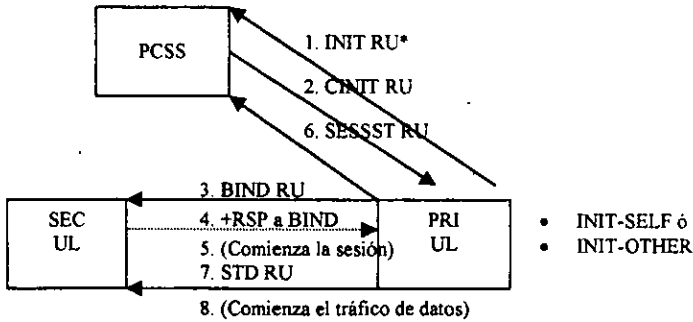 PCSS
1. INIT RU*
2. CINIT RU
6. SESSST RU
3. BIND RU
SEC
UL
4. +RSP a BIND
PRI
UL
• INIT-SELF ó
• INIT-OTHER
5. (Comienza la sesión)
7. STD RU
8. (Comienza el tráfico de datos)